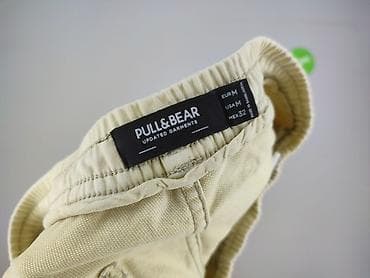 PULL&BEAR
UPDATED GARMENTS
EUR M
USA M
MEX 32